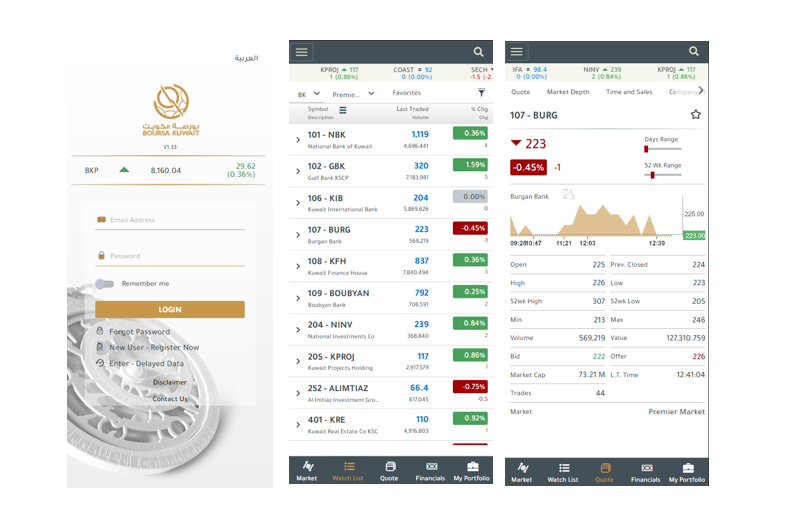 العربية
بورصة الكويت
BOURSA KUWAIT
V1.33
BKP 8,160.04 29.62
(0.36%)
Email Address
Password
Remember me
LOGIN
Forgot Password
New User - Register Now
Enter - Delayed Data
Disclaimer
Contact Us
KPROJ 117 COAST = 92 SECH
1 (0.86%) 0 (0.00%) -1.5 (-2.
BK Premie... Favorites
Symbol Last Traded % Chg
Description Volume Chg
101 - NBK 1,119 0.36%
National Bank of Kuwait 4,696,441 4
102 - GBK 320 1.59%
Gulf Bank KSCP 7,183,981 5
106 - KIB 204 0.00%
Kuwait International Bank 5,869,626 0
107 - BURG 223 -0.45%
Burgan Bank 569,219 -1
108 - KFH 837 0.36%
Kuwait Finance House 7,840,494 3
109 - BOUBYAN 792 0.25%
Boubyan Bank 706,591 2
204 - NINV 239 0.84%
National Investments Co 368,840 2
205 - KPROJ 117 0.86%
Kuwait Projects Holding 2,917,579 1
252 - ALIMTIAZ 66.4 -0.75%
Al Imtiaz Investment Gro... 617,045 -0.5
401 - KRE 110 0.92%
Kuwait Real Estate Co KSC 4,916,803 1
Market Watch List Quote Financials My Portfolio
IFA = 98.4 NINV 239 KPROJ 117
0 (0.00%) 2 (0.84%) 1 (0.86%)
Quote Market Depth Time and Sales Company
107 - BURG
223 Days Range
-0.45% -1 52 Wk Range
Burgan Bank
225.00
223.00
09:28 10:47 11:21 12:03 12:39
Open 225 Prev. Closed 224
High 226 Low 223
52wk High 307 52wk Low 205
Min 213 Max 246
Volume 569,219 Value 127,310.759
Bid 222 Offer 226
Market Cap 73.21 M L.T. Time 12:41:04
Trades 44
Market Premier Market
Market Watch List Quote Financials My Portfolio